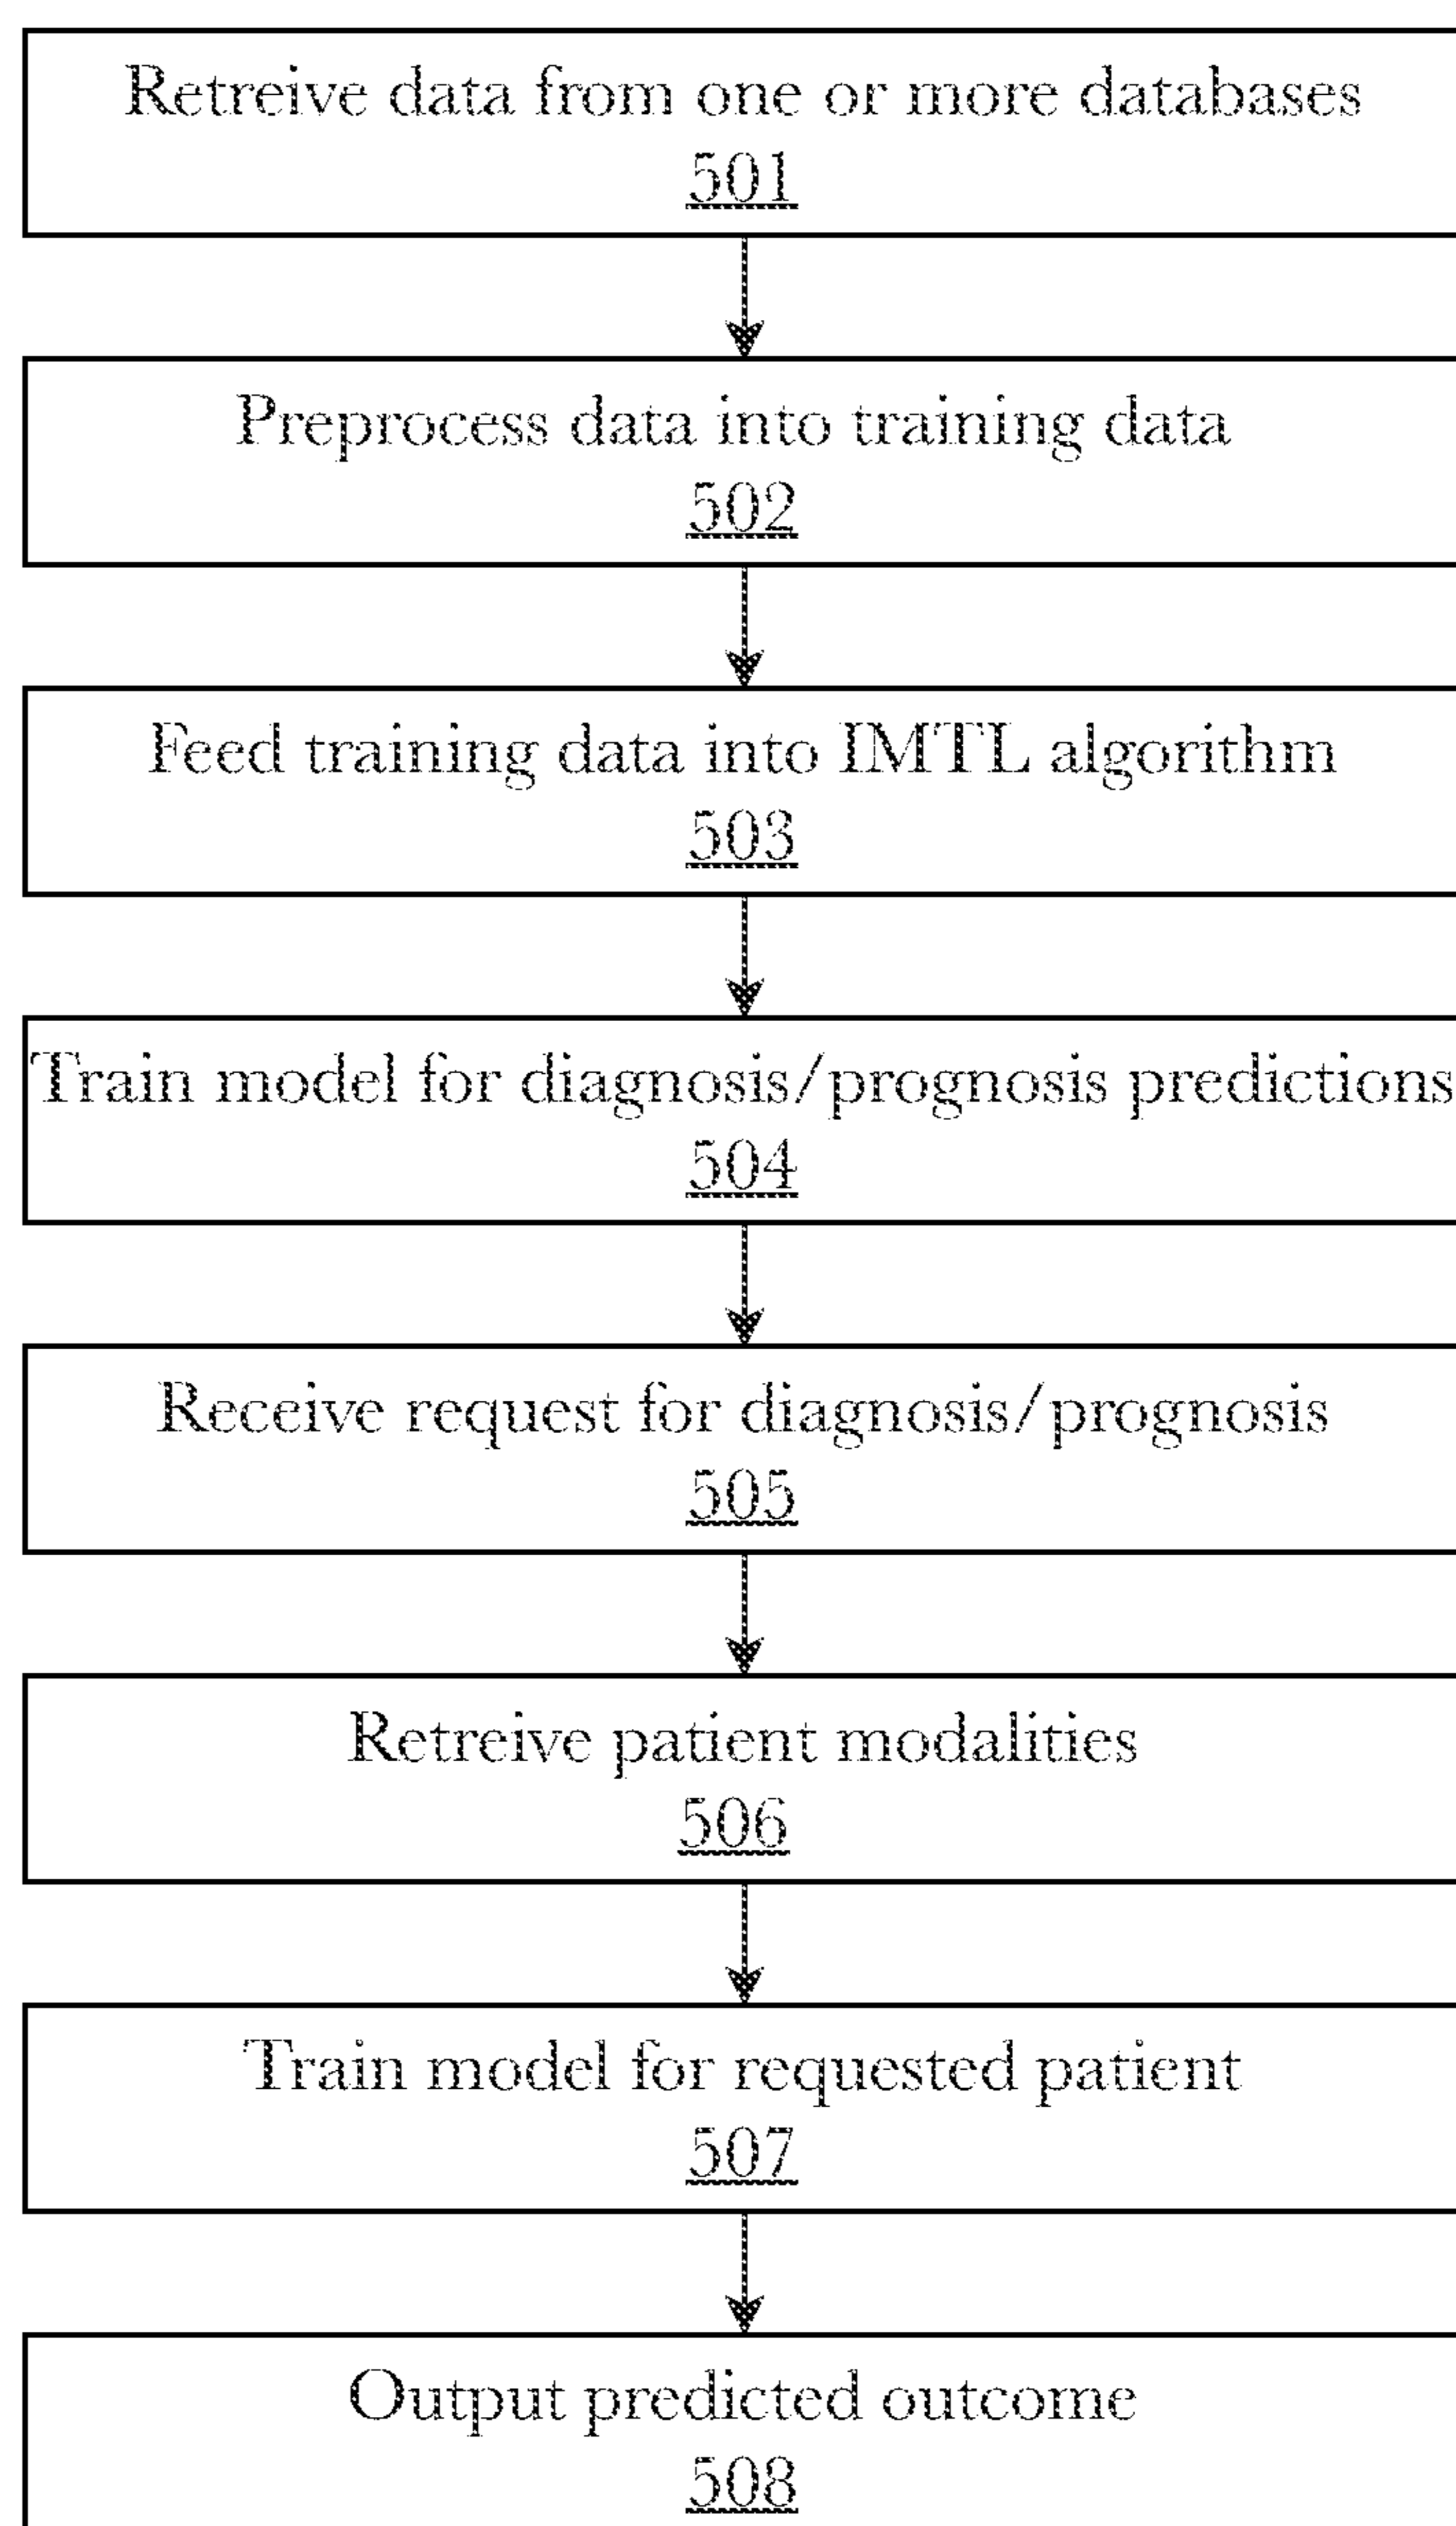 Retreive data from one or more databases
501
Preprocess data into training data
502
Feed training data into IMTL algorithm
503
Train model for diagnosis/prognosis predictions
504
Receive request for diagnosis/prognosis
505
Retreive patient modalities
506
Train model for requested patient
507
Output predicted outcome
508